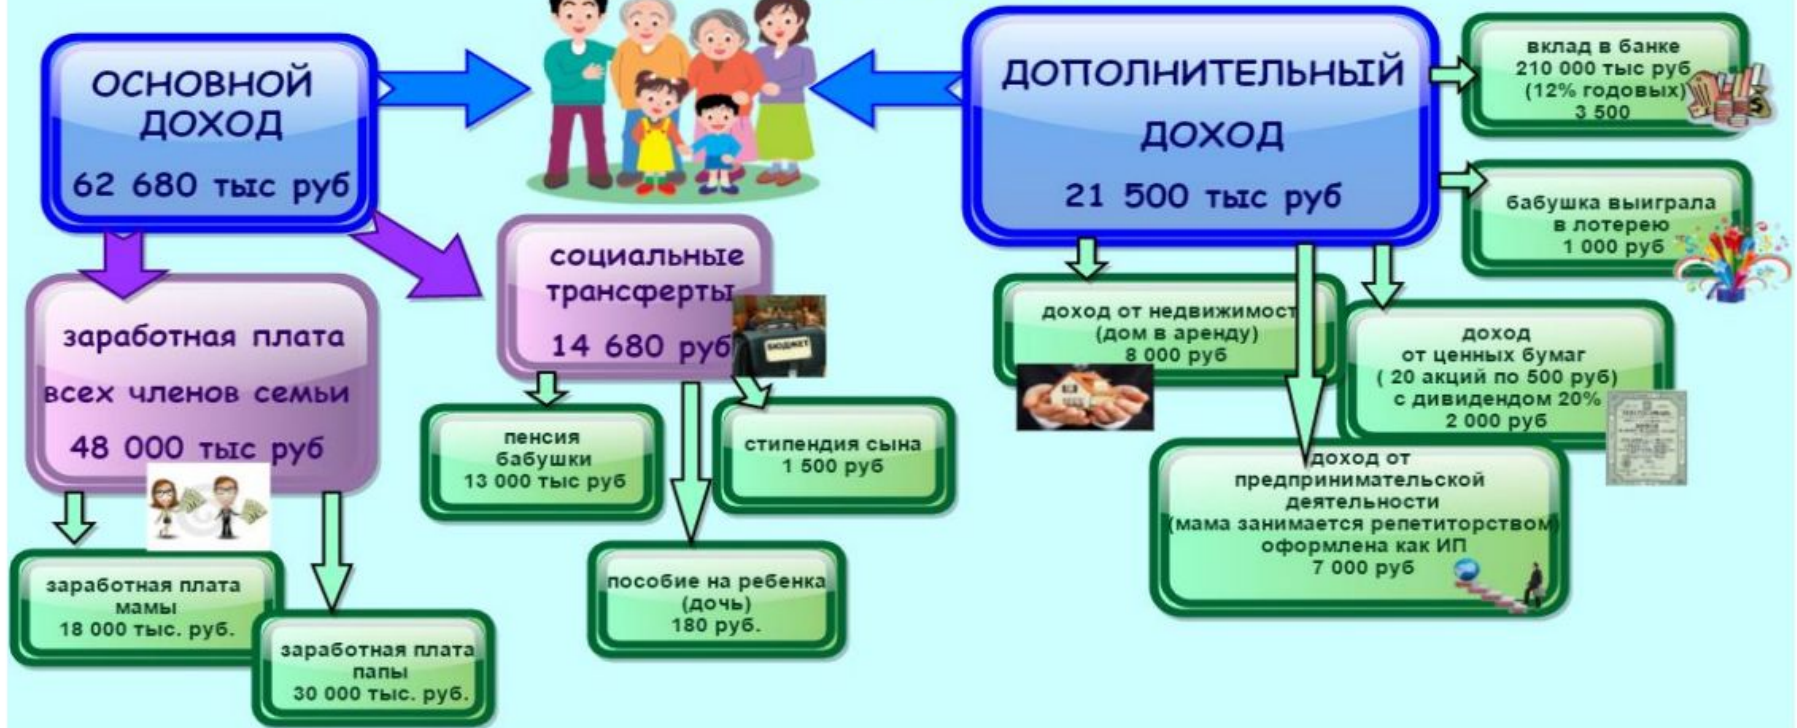 ОСНОВНОЙ
ДОХОД
62 680 тыс руб
ДОПОЛНИТЕЛЬНЫЙ
ДОХОД
21 500 тыс руб
вклад в банке
210 000 тыс руб
(12% годовых)
3 500
бабушка выиграла
в лотерею
1 000 руб
социальные
трансферты
14 680 руб
БЮДЖЕТ
заработная плата
всех членов семьи
48 000 тыс руб
доход от недвижимост
(дом в аренду)
8 000 руб
доход
от ценных бумаг
( 20 акций по 500 руб)
с дивидендом 20%
2 000 руб
пенсия
бабушки
13 000 тыс руб
стипендия сына
1 500 руб
доход от
предпринимательской
деятельности
(мама занимается репетиторством)
оформлена как ИП
7 000 руб
заработная плата
мамы
18 000 тыс. руб.
пособие на ребенка
(дочь)
180 руб.
заработная плата
папы
30 000 тыс. руб.